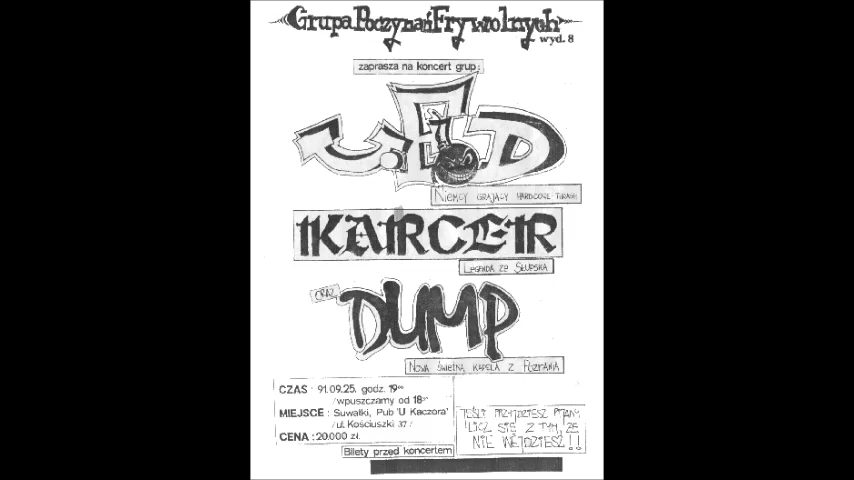 Grupa Poczynań Frywolnych
wyd. 8
zaprasza na koncert grup:
Niemcy grający hardcore
KARCER
Legenda ze Słupska
oraz
DUMP
Nowa świetna kapela z Poznania
CZAS : 91.09.25. godz. 19⁰⁰
/wpuszczamy od 18³⁰
MIEJSCE : Suwałki, Pub 'U Kaczora'
/ul. Kościuszki 37/
CENA : 20.000 zł.
JEŚLI PRZYJDZIESZ PIJANY,
LICZ SIĘ Z TYM, ŻE
NIE WEJDZIESZ!!
Bilety przed koncertem